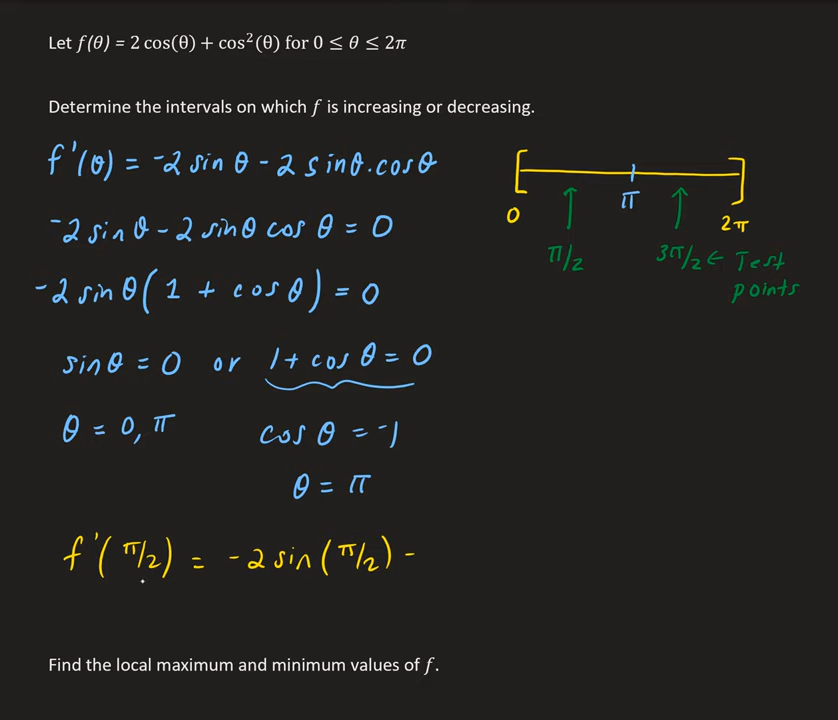 Let f(θ) = 2 cos(θ) + cos²(θ) for 0 ≤ θ ≤ 2π
Determine the intervals on which f is increasing or decreasing.
f'(θ) = -2 sin θ - 2 sinθ.cosθ
-2 sin θ - 2 sinθ cos θ = 0
-2 sin θ ( 1 + cos θ ) = 0
sin θ = 0 or 1 + cos θ = 0
θ = 0, π cos θ = -1
θ = π
f'( π/2 ) = -2 sin ( π/2 ) -
0 π 2π
π/2 3π/2 ← Test
points
Find the local maximum and minimum values of f.